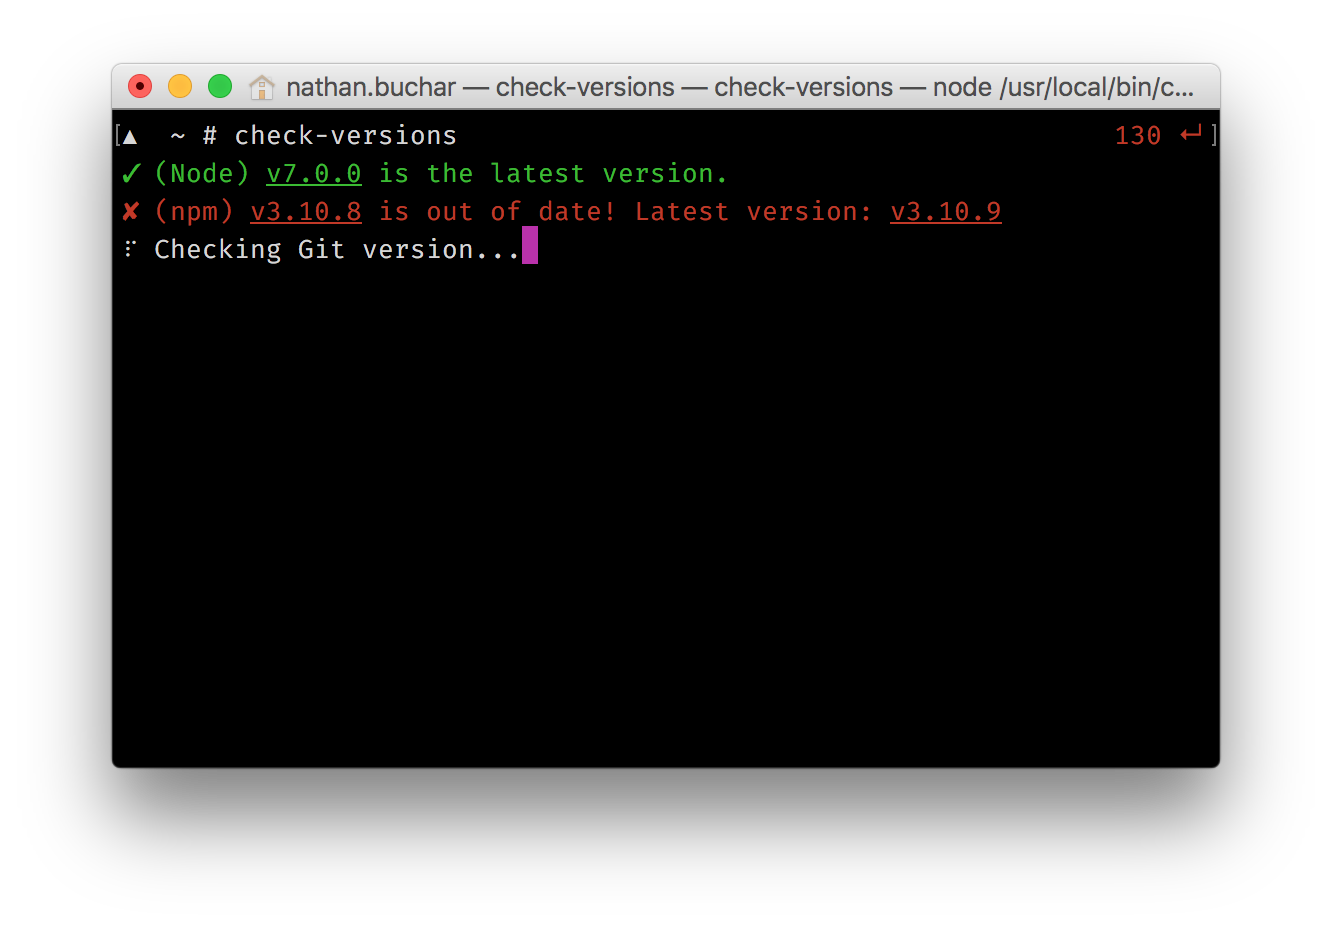 nathan.buchar — check-versions — check-versions — node /usr/local/bin/c...
[▲ ~ # check-versions 130 ↵]
✓ (Node) v7.0.0 is the latest version.
✘ (npm) v3.10.8 is out of date! Latest version: v3.10.9
⠏ Checking Git version...